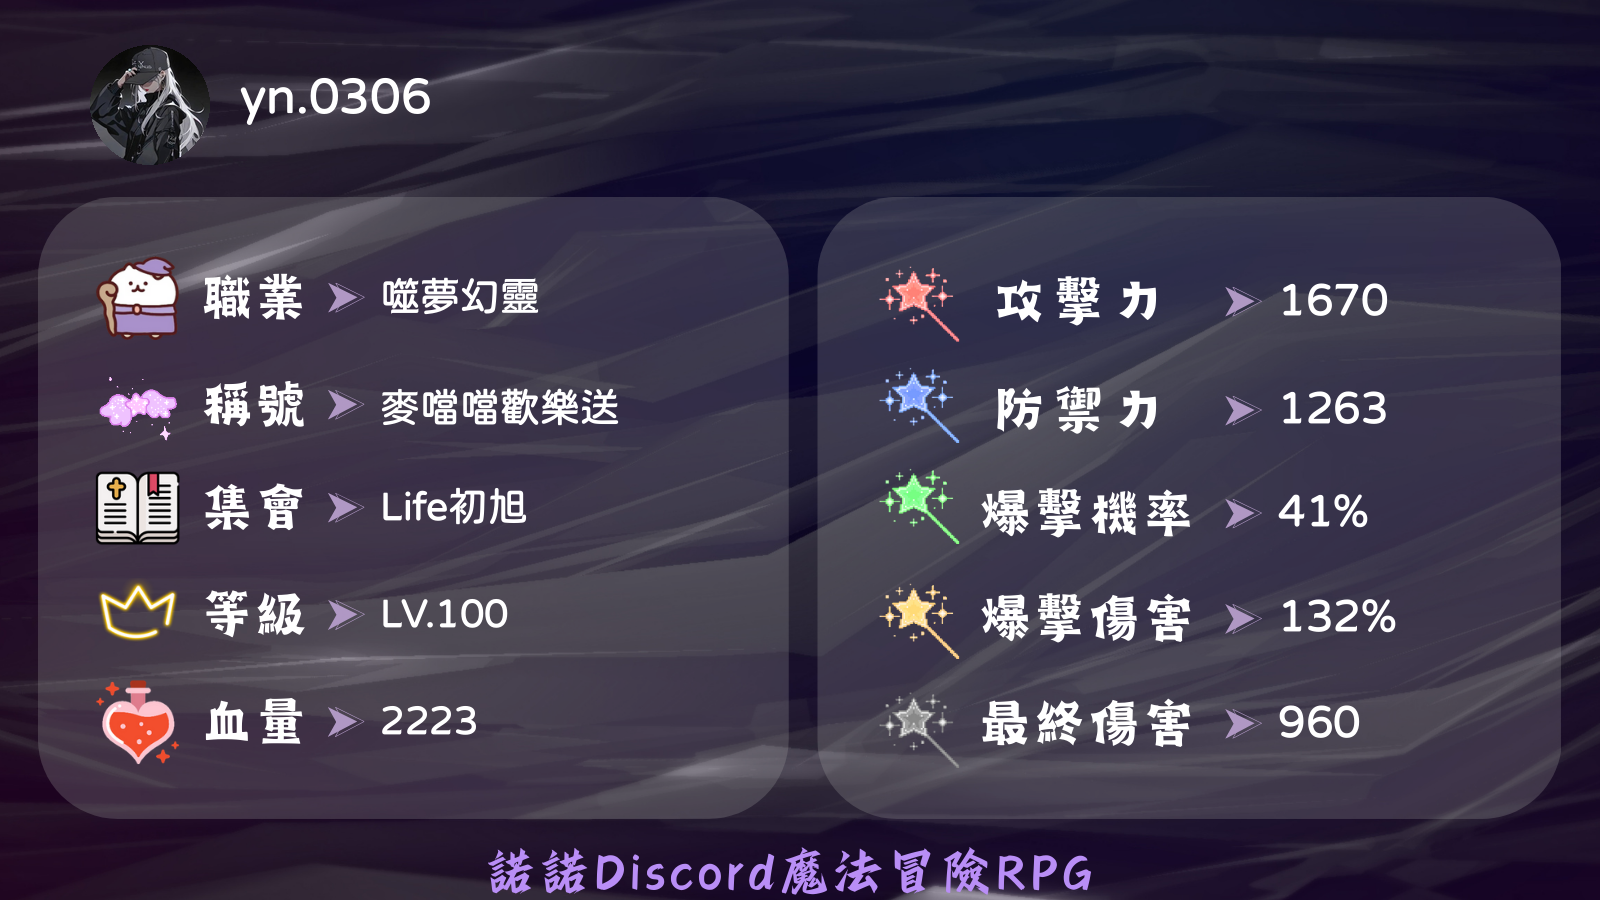 yn.0306
職業 噬夢幻靈
稱號 麥噹噹歡樂送
集會 Life初旭
等級 LV.100
血量 2223
攻擊力 1670
防禦力 1263
爆擊機率 41%
爆擊傷害 132%
最終傷害 960
諾諾Discord魔法冒險RPG